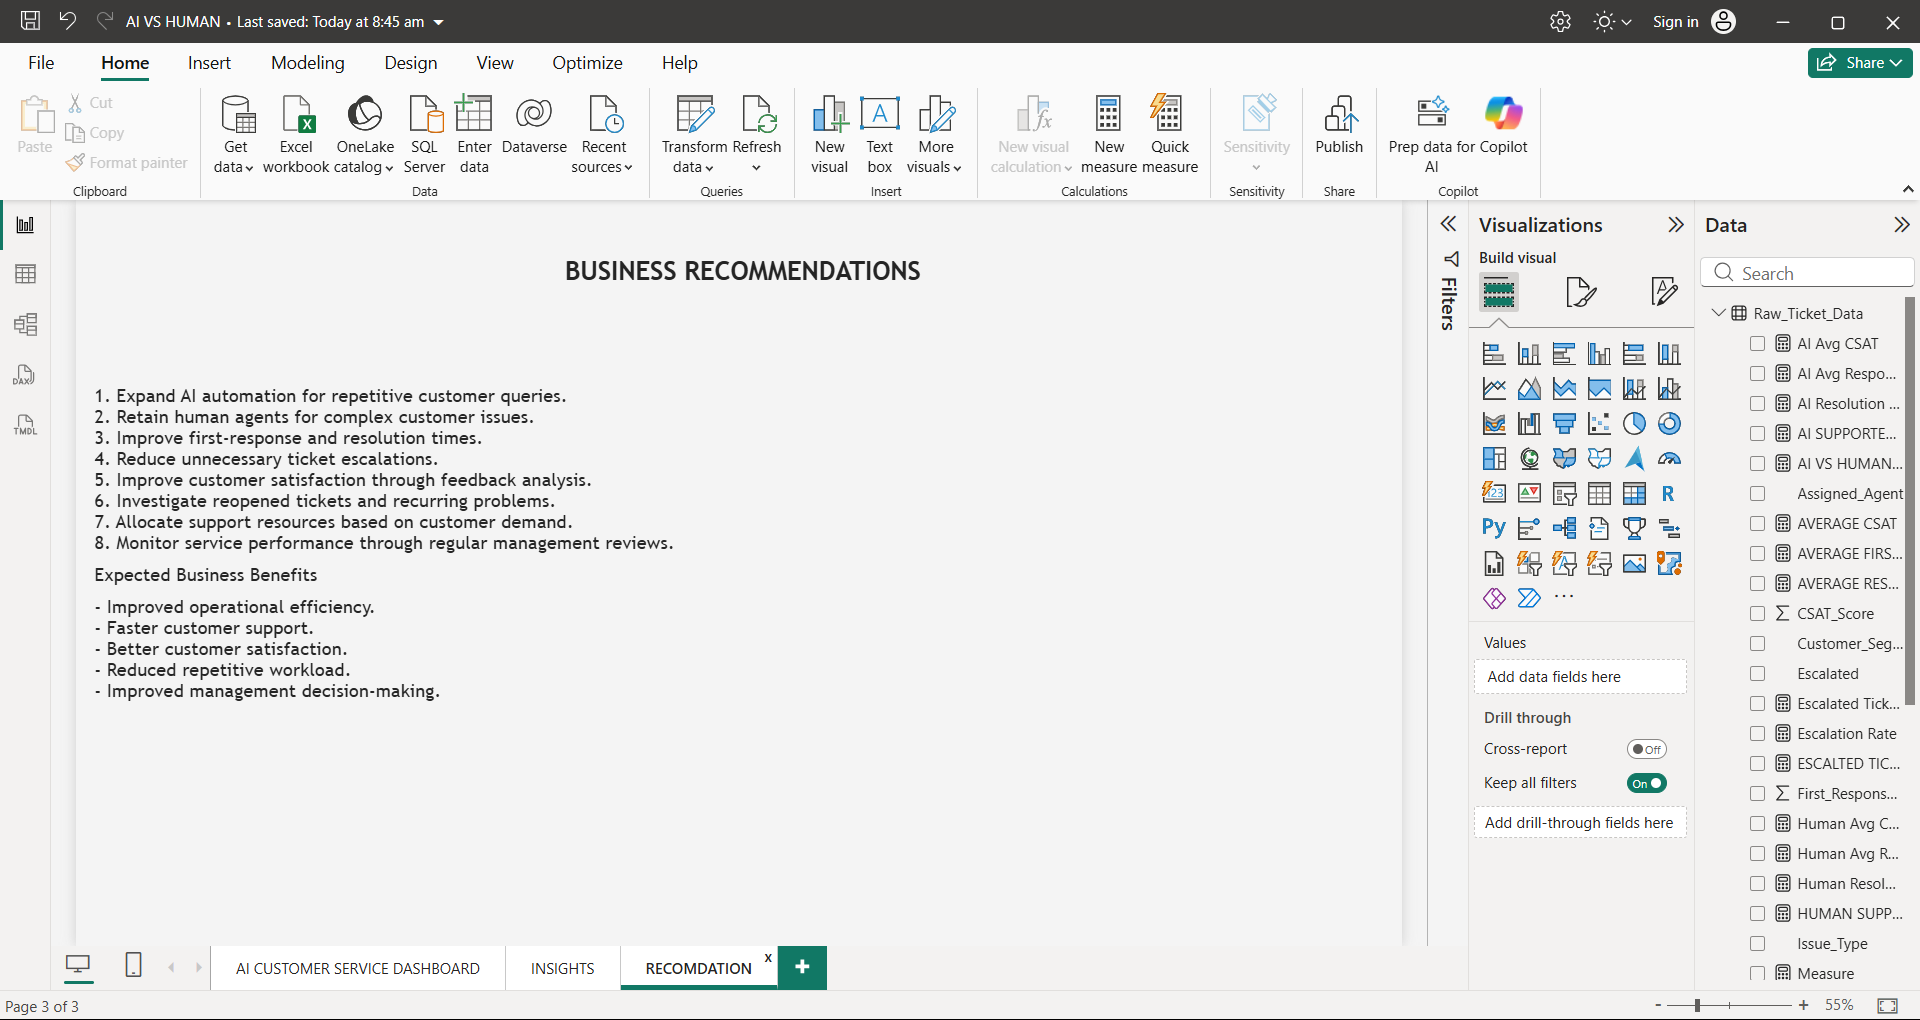 AI VS HUMAN • Last saved: Today at 8:45 am
Sign in
File
Home
Insert
Modeling
Design
View
Optimize
Help
Share
Paste
Cut
Copy
Format painter
Clipboard
Get data
Excel workbook
OneLake catalog
SQL Server
Enter data
Dataverse
Recent sources
Data
Transform data
Refresh
Queries
New visual
A
Text box
More visuals
Insert
fx
New visual calculation
New measure
Quick measure
Calculations
Sensitivity
Sensitivity
Publish
Share
Prep data for AI
Copilot
Copilot
DAX
TMDL
BUSINESS RECOMMENDATIONS
1. Expand AI automation for repetitive customer queries.
2. Retain human agents for complex customer issues.
3. Improve first-response and resolution times.
4. Reduce unnecessary ticket escalations.
5. Improve customer satisfaction through feedback analysis.
6. Investigate reopened tickets and recurring problems.
7. Allocate support resources based on customer demand.
8. Monitor service performance through regular management reviews.
Expected Business Benefits
- Improved operational efficiency.
- Faster customer support.
- Better customer satisfaction.
- Reduced repetitive workload.
- Improved management decision-making.
Filters
Visualizations
Build visual
123
R
Py
...
Values
Add data fields here
Drill through
Cross-report
Off
Keep all filters
On
Add drill-through fields here
Data
Search
Raw_Ticket_Data
AI Avg CSAT
AI Avg Respo...
AI Resolution ...
AI SUPPORTE...
AI VS HUMAN...
Assigned_Agent
AVERAGE CSAT
AVERAGE FIRS...
AVERAGE RES...
CSAT_Score
Customer_Seg...
Escalated
Escalated Tick...
Escalation Rate
ESCALTED TIC...
First_Respons...
Human Avg C...
Human Avg R...
Human Resol...
HUMAN SUPP...
Issue_Type
Measure
AI CUSTOMER SERVICE DASHBOARD
INSIGHTS
RECOMDATION
x
+
Page 3 of 3
- + 55%